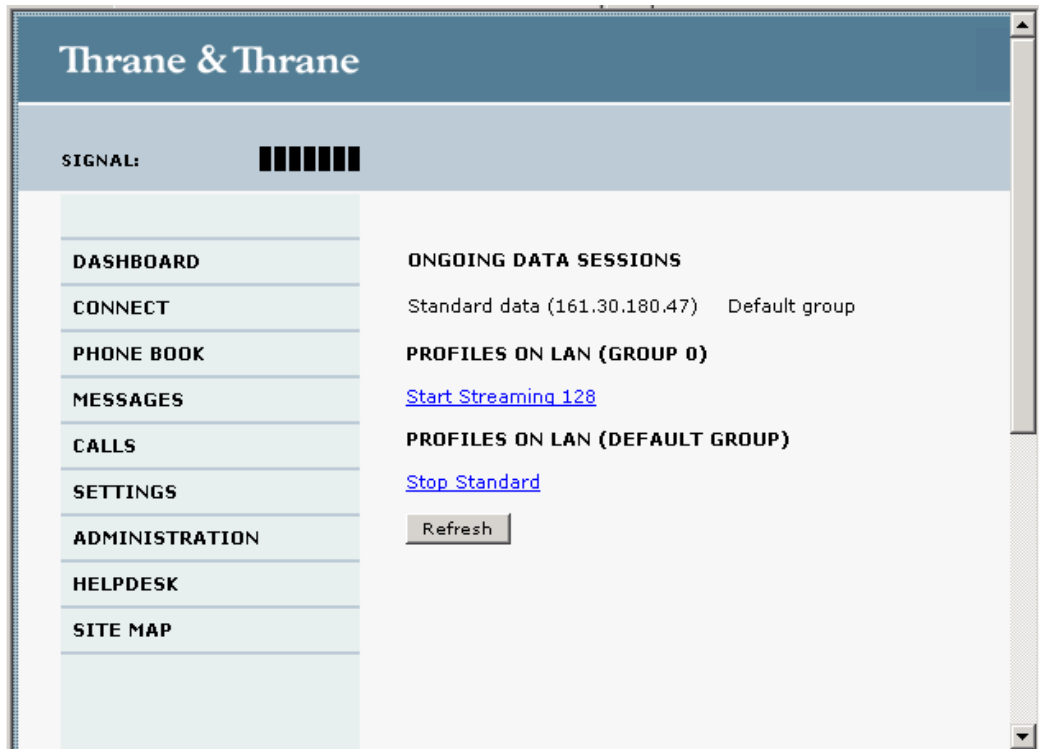 Thrane & Thrane
SIGNAL:
DASHBOARD
CONNECT
PHONE BOOK
MESSAGES
CALLS
SETTINGS
ADMINISTRATION
HELPDESK
SITE MAP
ONGOING DATA SESSIONS
Standard data (161.30.180.47) Default group
PROFILES ON LAN (GROUP 0)
Start Streaming 128
PROFILES ON LAN (DEFAULT GROUP)
Stop Standard
Refresh